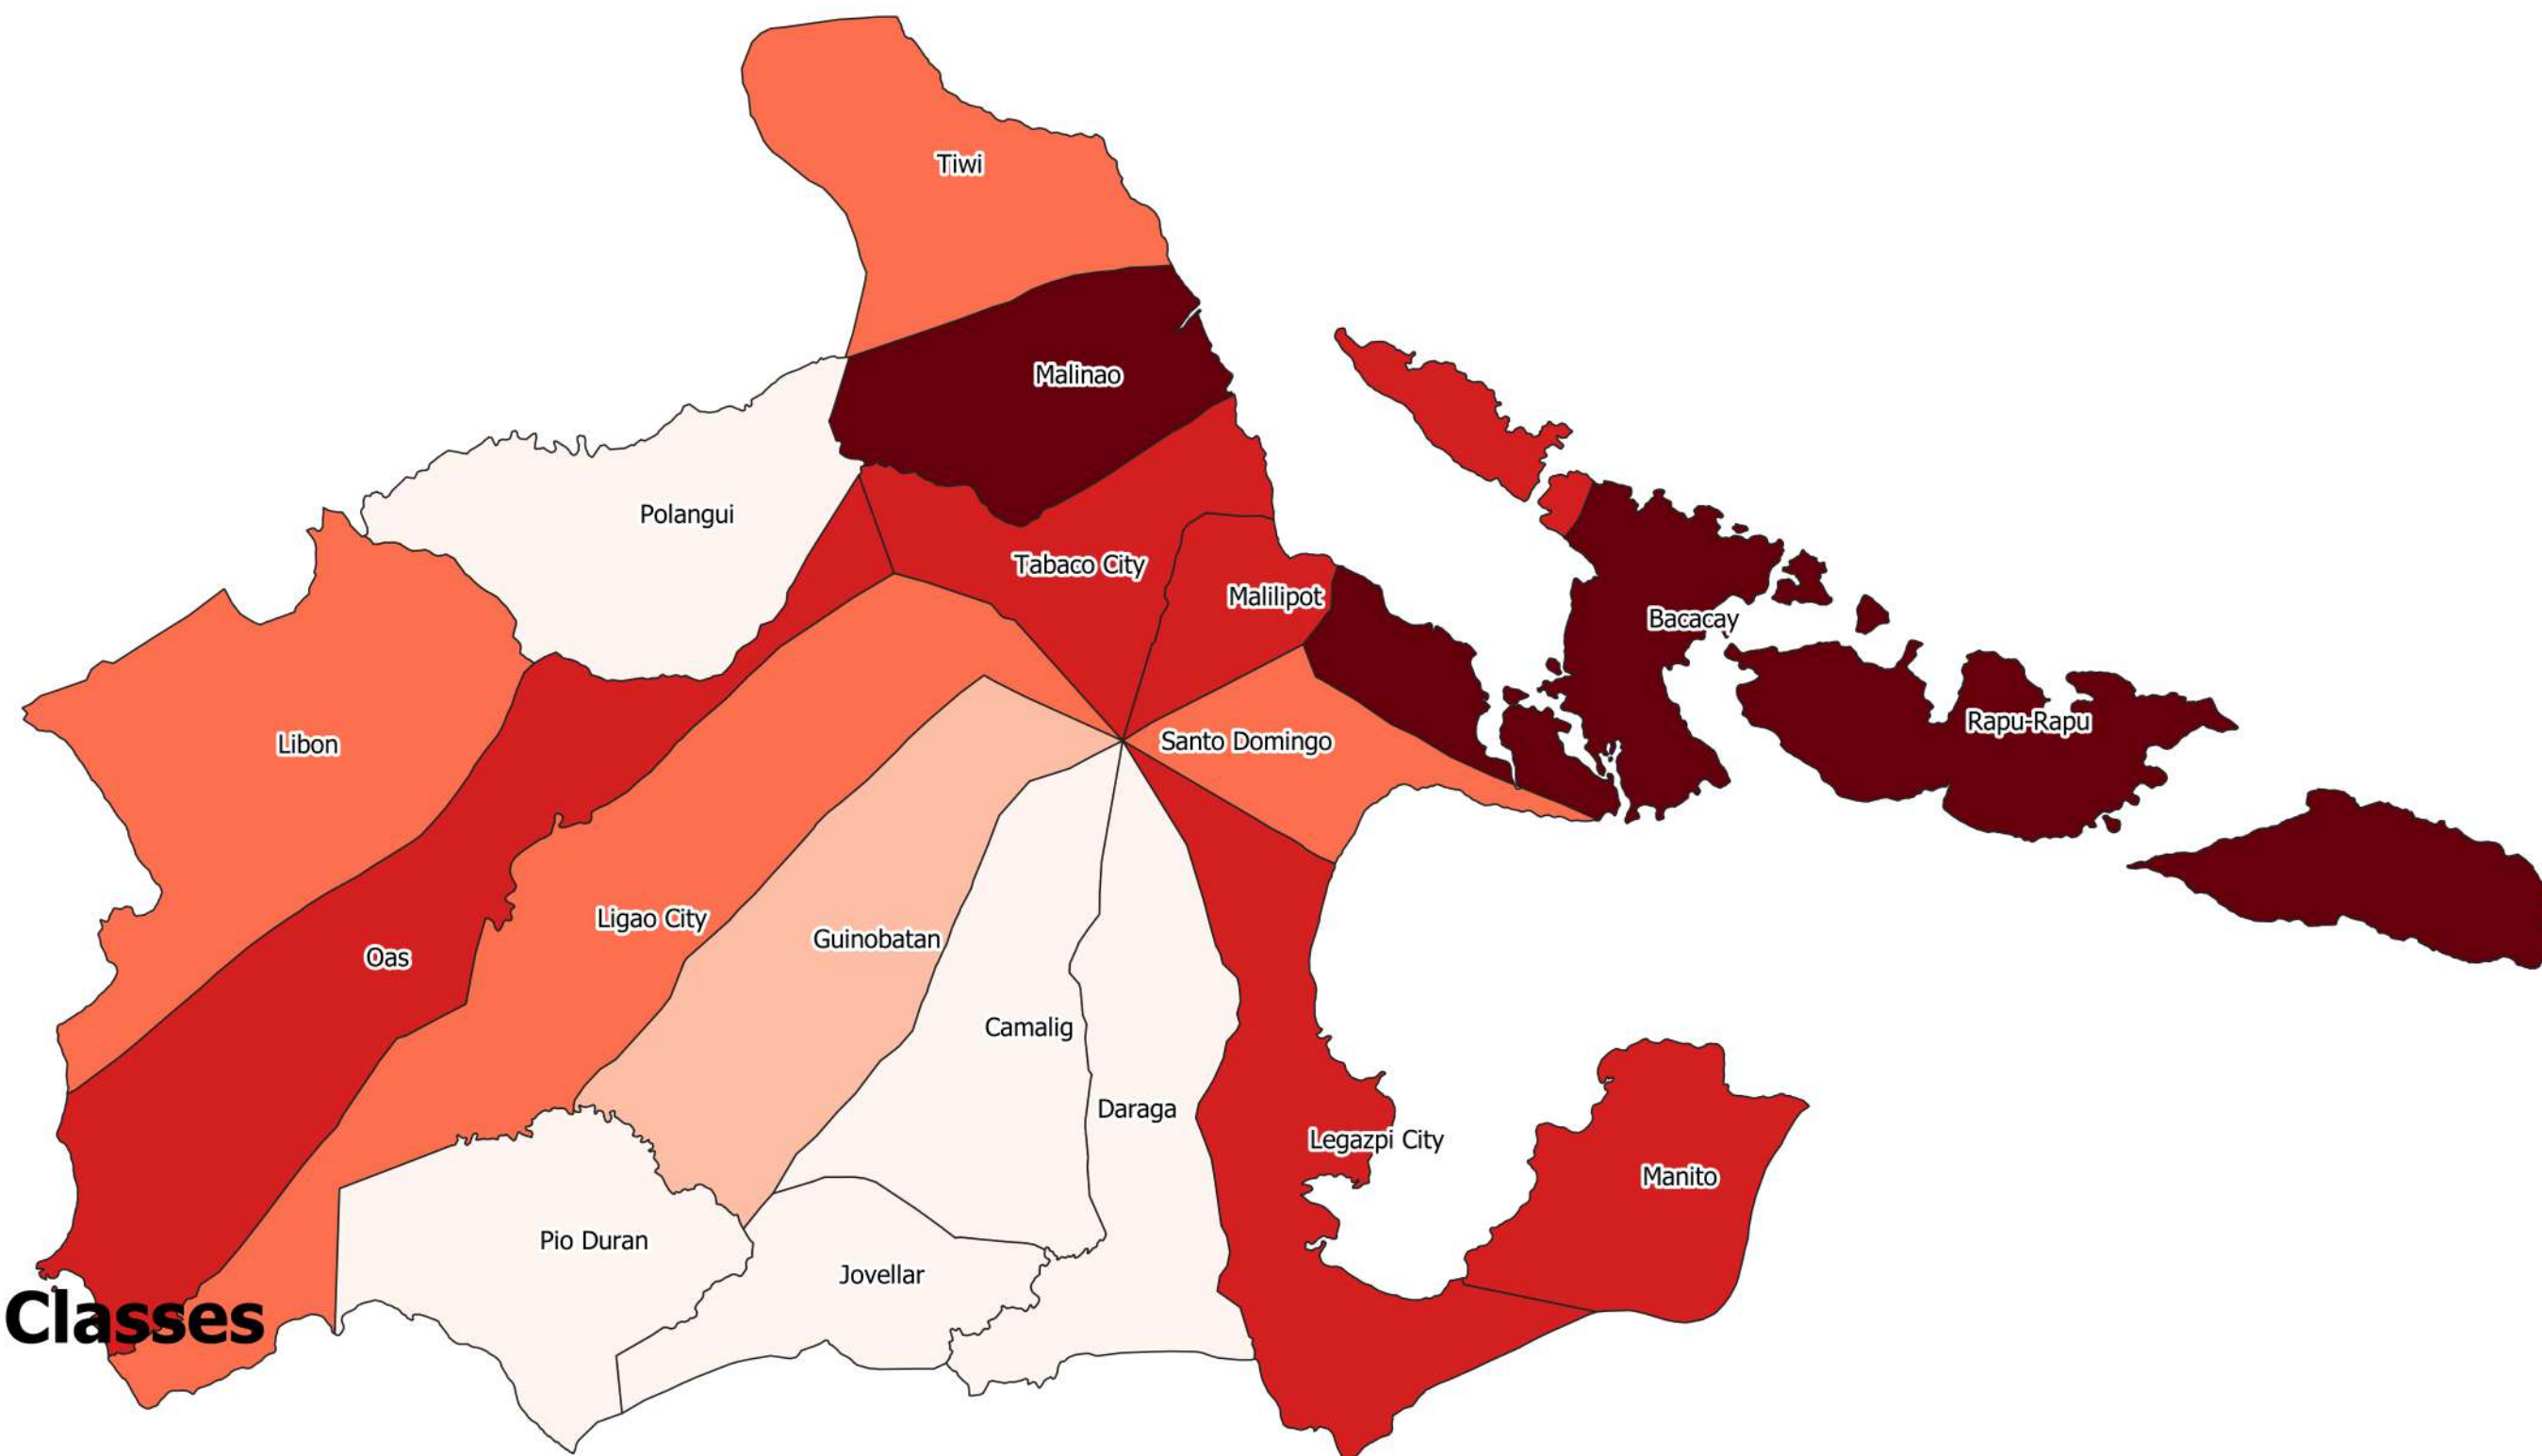 Tiwi
Malinao
Polangui
Tabaco City
Malilipot
Bacacay
Rapu-Rapu
Santo Domingo
Libon
Ligao City
Guinobatan
Oas
Camalig
Daraga
Legazpi City
Manito
Pio Duran
Jovellar
Classes